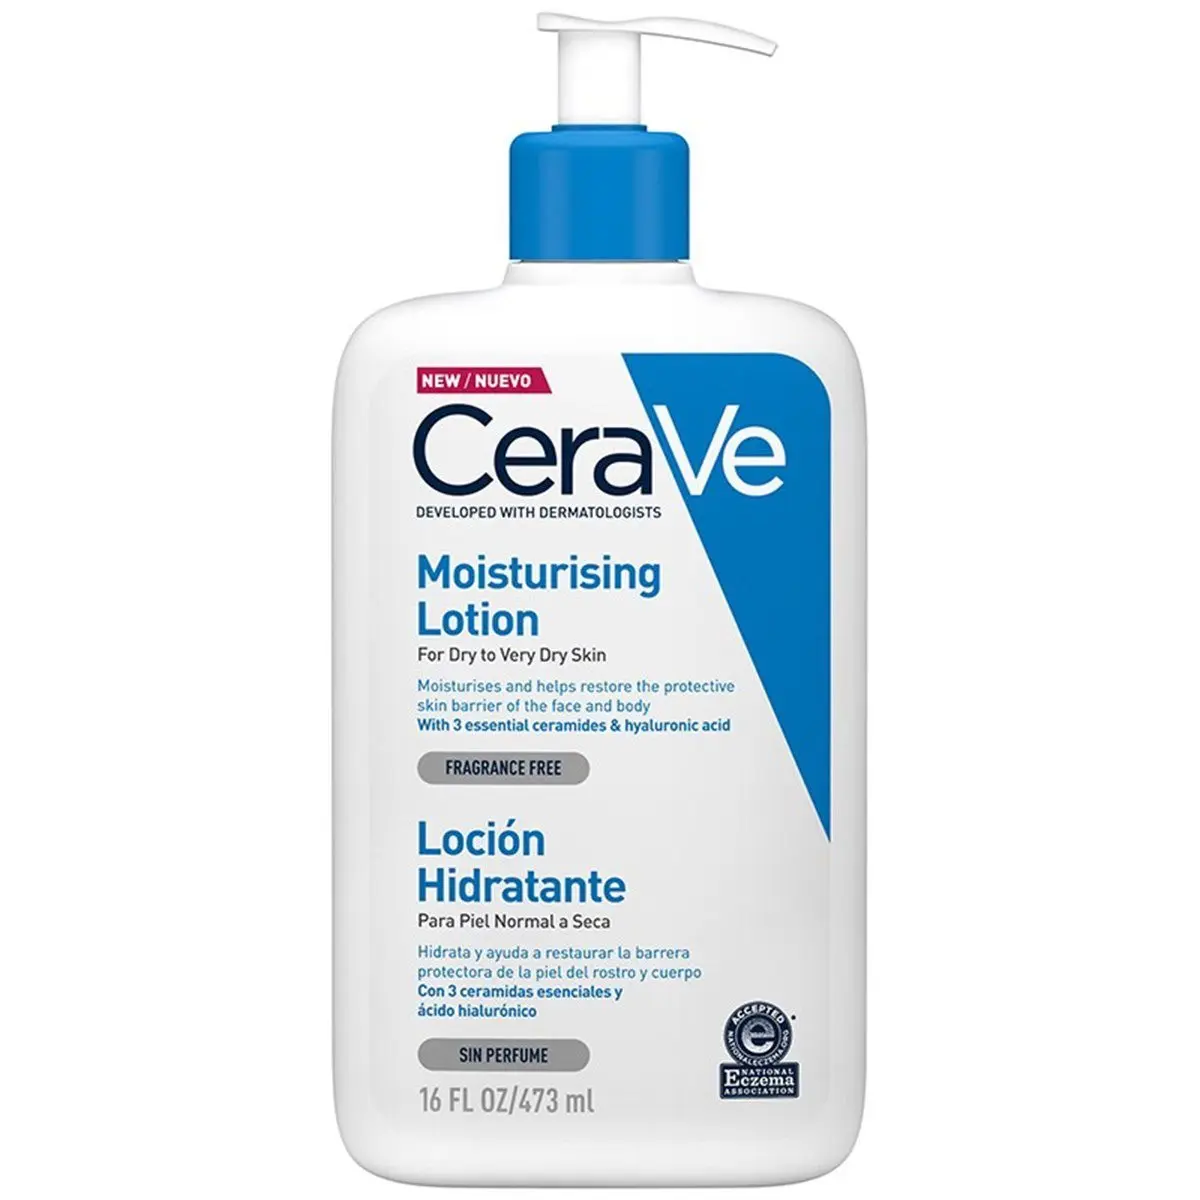 NEW / NUEVO
CeraVe
DEVELOPED WITH DERMATOLOGISTS
Moisturising
Lotion
For Dry to Very Dry Skin
Moisturises and helps restore the protective
skin barrier of the face and body
With 3 essential ceramides & hyaluronic acid
FRAGRANCE FREE
Loción
Hidratante
Para Piel Normal a Seca
Hidrata y ayuda a restaurar la barrera
protectora de la piel del rostro y cuerpo
Con 3 ceramidas esenciales y
ácido hialurónico
SIN PERFUME
16 FL OZ/473 ml
ACCEPTED
e
NATIONALECZEMA.ORG
NATIONAL
Eczema
ASSOCIATION